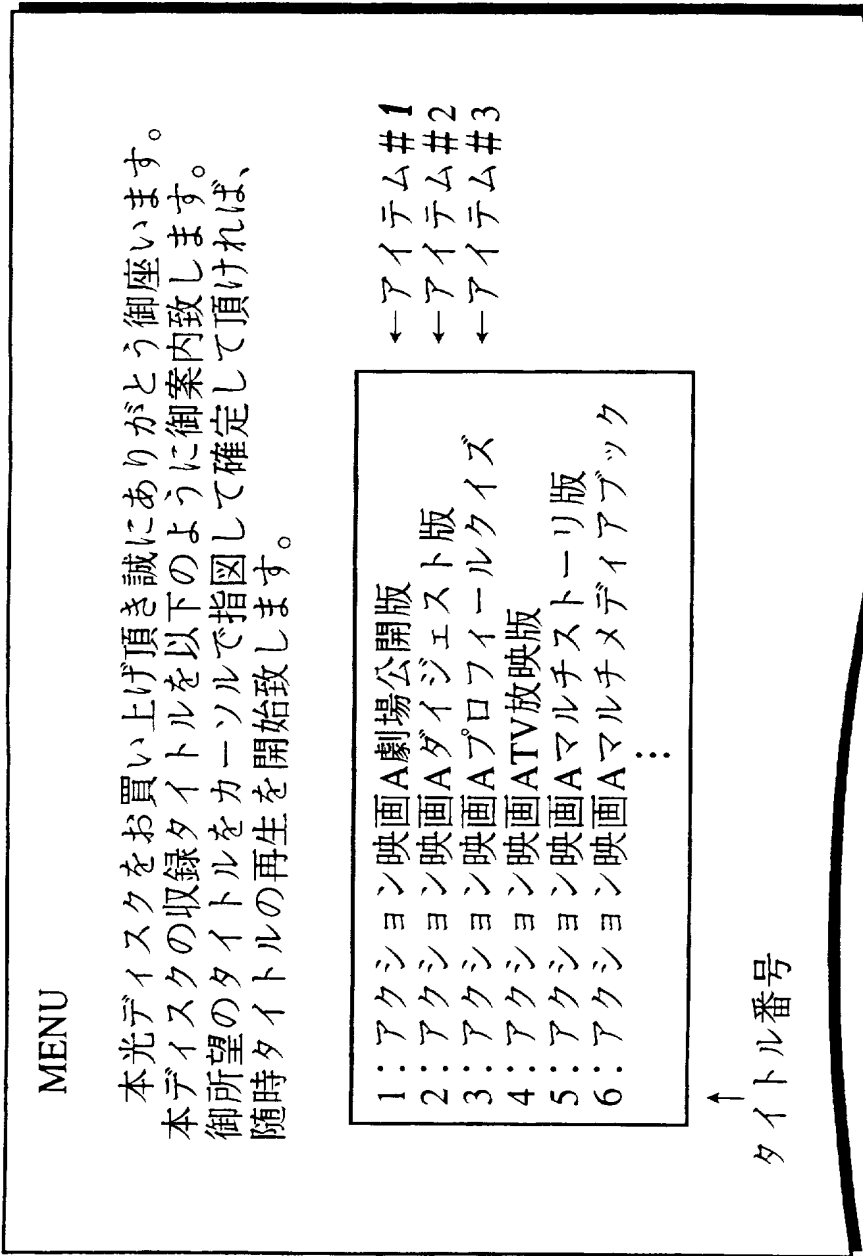 MENU
本光ディスクをお買い上げ頂き誠にありがとう御座います。
本ディスクの収録タイトルを以下のように御案内致します。
御所望のタイトルをカーソルで指図して確定して頂ければ、
随時タイトルの再生を開始致します。
1:アクション映画A劇場公開版 ←アイテム#1
2:アクション映画Aダイジェスト版 ←アイテム#2
3:アクション映画Aプロフィールクイズ ←アイテム#3
4:アクション映画ATV放映版
5:アクション映画Aマルチストーリ版
6:アクション映画Aマルチメディアブック
⋮
↑
タイトル番号